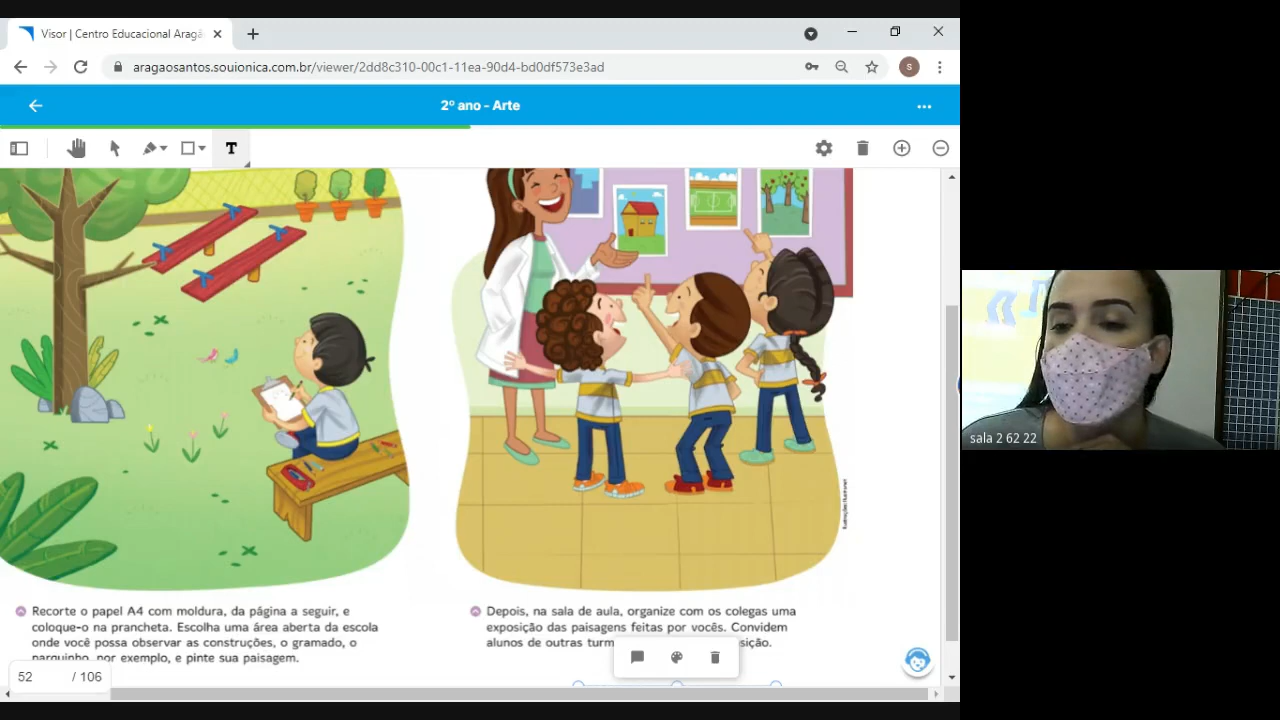 Visor | Centro Educacional Aragã
aragaosantos.souionica.com.br/viewer/2dd8c310-00c1-11ea-90d4-bd0df573e3ad
S
2º ano - Arte
T
Ilustrações: Ilustranet
Recorte o papel A4 com moldura, da página a seguir, e
coloque-o na prancheta. Escolha uma área aberta da escola
onde você possa observar as construções, o gramado, o
parquinho, por exemplo, e pinte sua paisagem.
Depois, na sala de aula, organize com os colegas uma
exposição das paisagens feitas por vocês. Convidem
alunos de outras turm sição.
52 / 106
sala 2 62 22